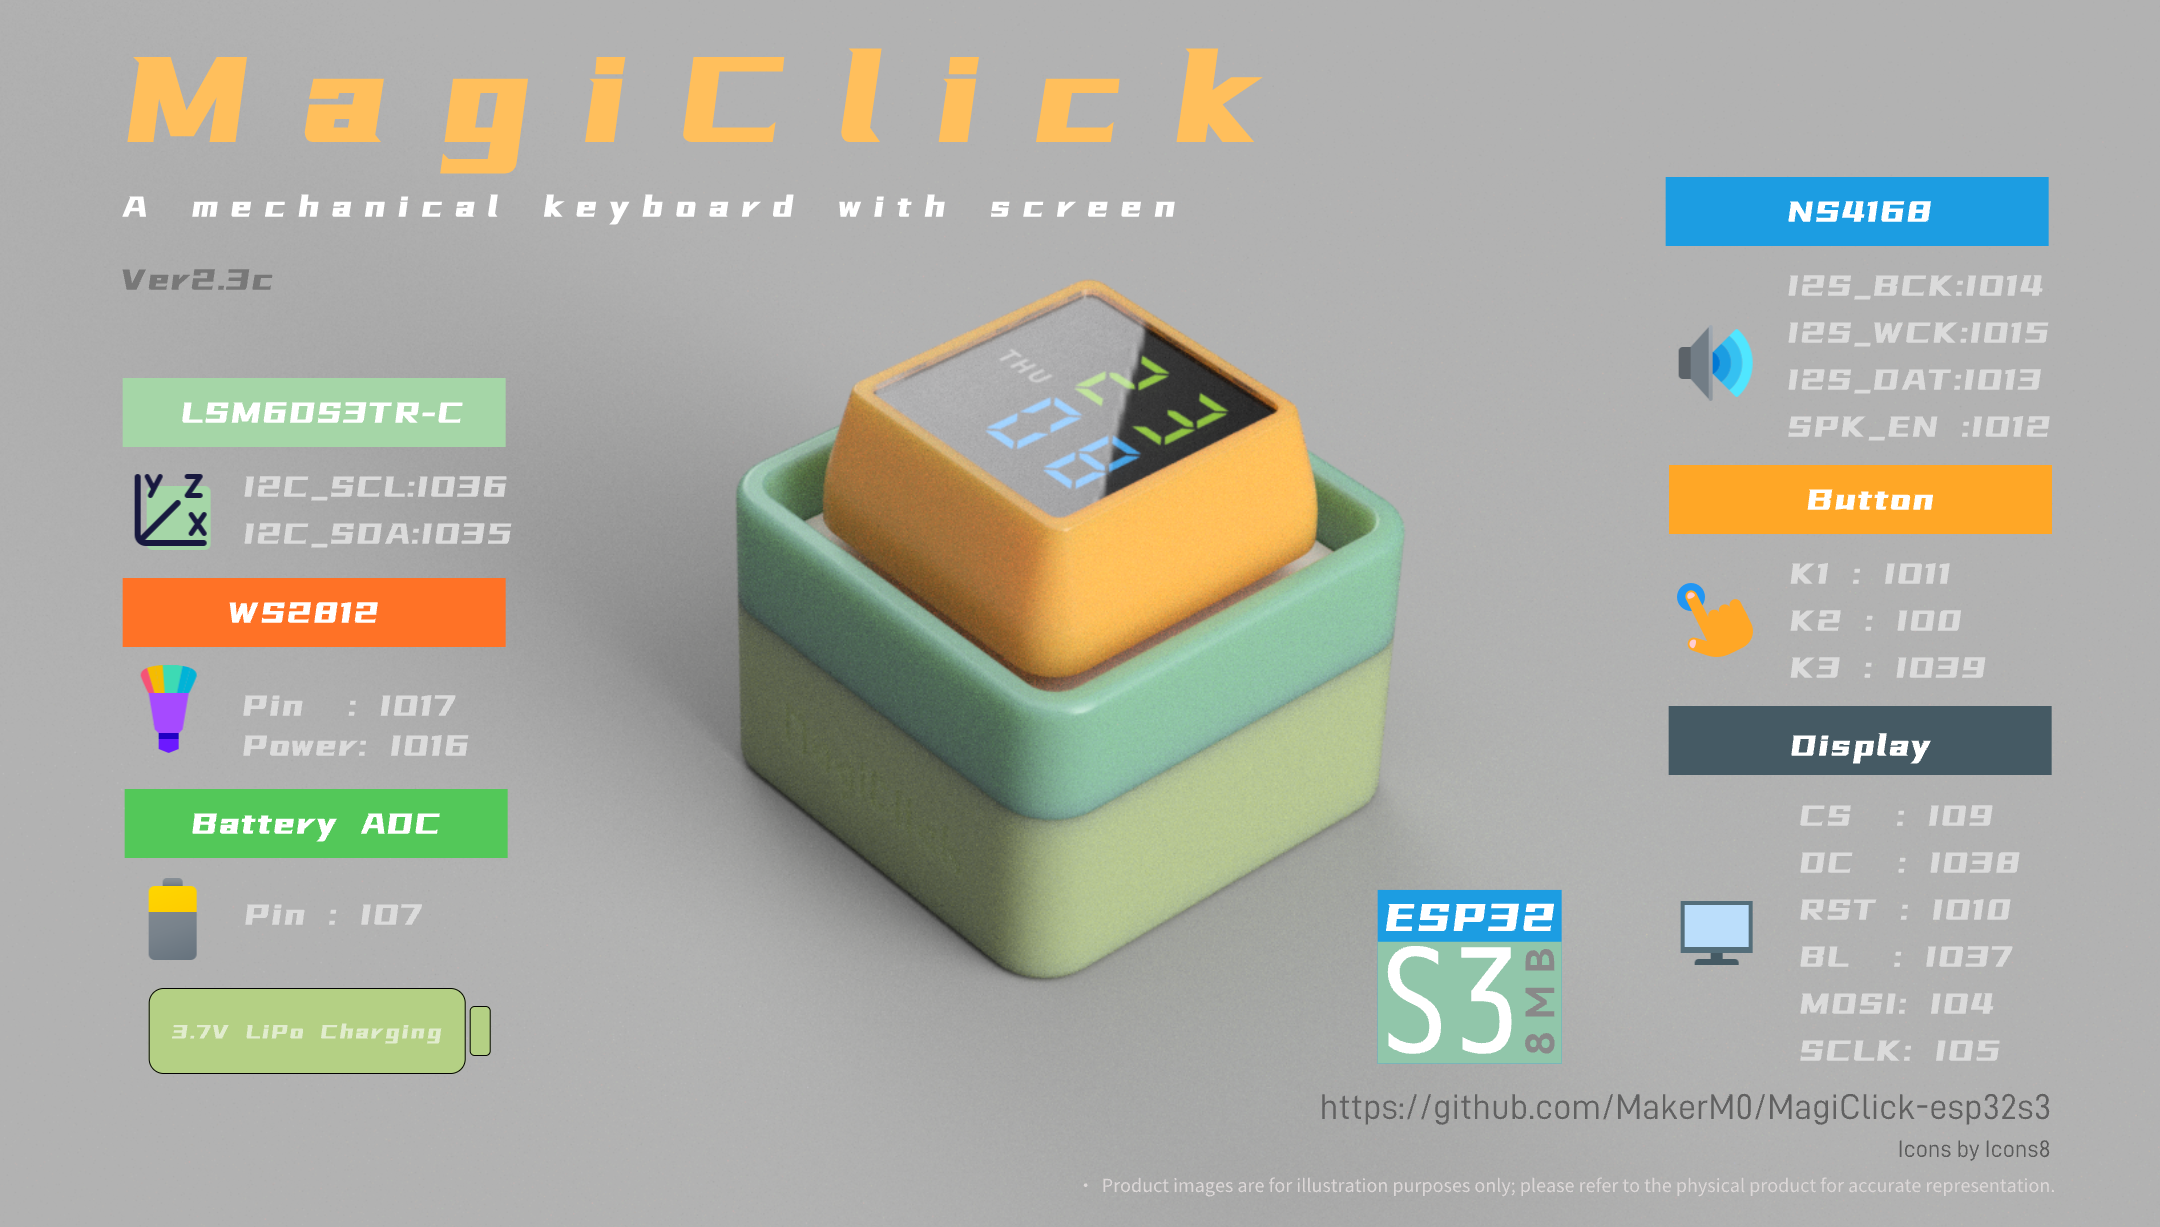 MagiClick
A mechanical keyboard with screen
Ver2.3c
LSM6DS3TR-C
Y Z
X
I2C_SCL:IO36
I2C_SDA:IO35
WS2812
Pin : IO17
Power: IO16
Battery ADC
Pin : IO7
3.7V LiPo Charging
THU
08
23
ESP32
S3
8MB
NS4168
I2S_BCK:IO14
I2S_WCK:IO15
I2S_DAT:IO13
SPK_EN :IO12
Button
K1 : IO11
K2 : IO0
K3 : IO39
Display
CS : IO9
DC : IO38
RST : IO10
BL : IO37
MOSI: IO4
SCLK: IO5
https://github.com/MakerM0/MagiClick-esp32s3
Icons by Icons8
• Product images are for illustration purposes only; please refer to the physical product for accurate representation.